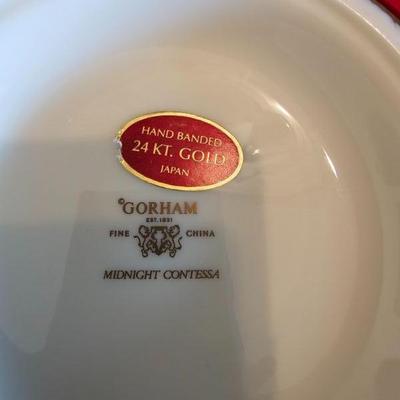 HAND BANDED
24 KT. GOLD
JAPAN
©GORHAM
EST. 1831
FINE CHINA
MIDNIGHT CONTESSA